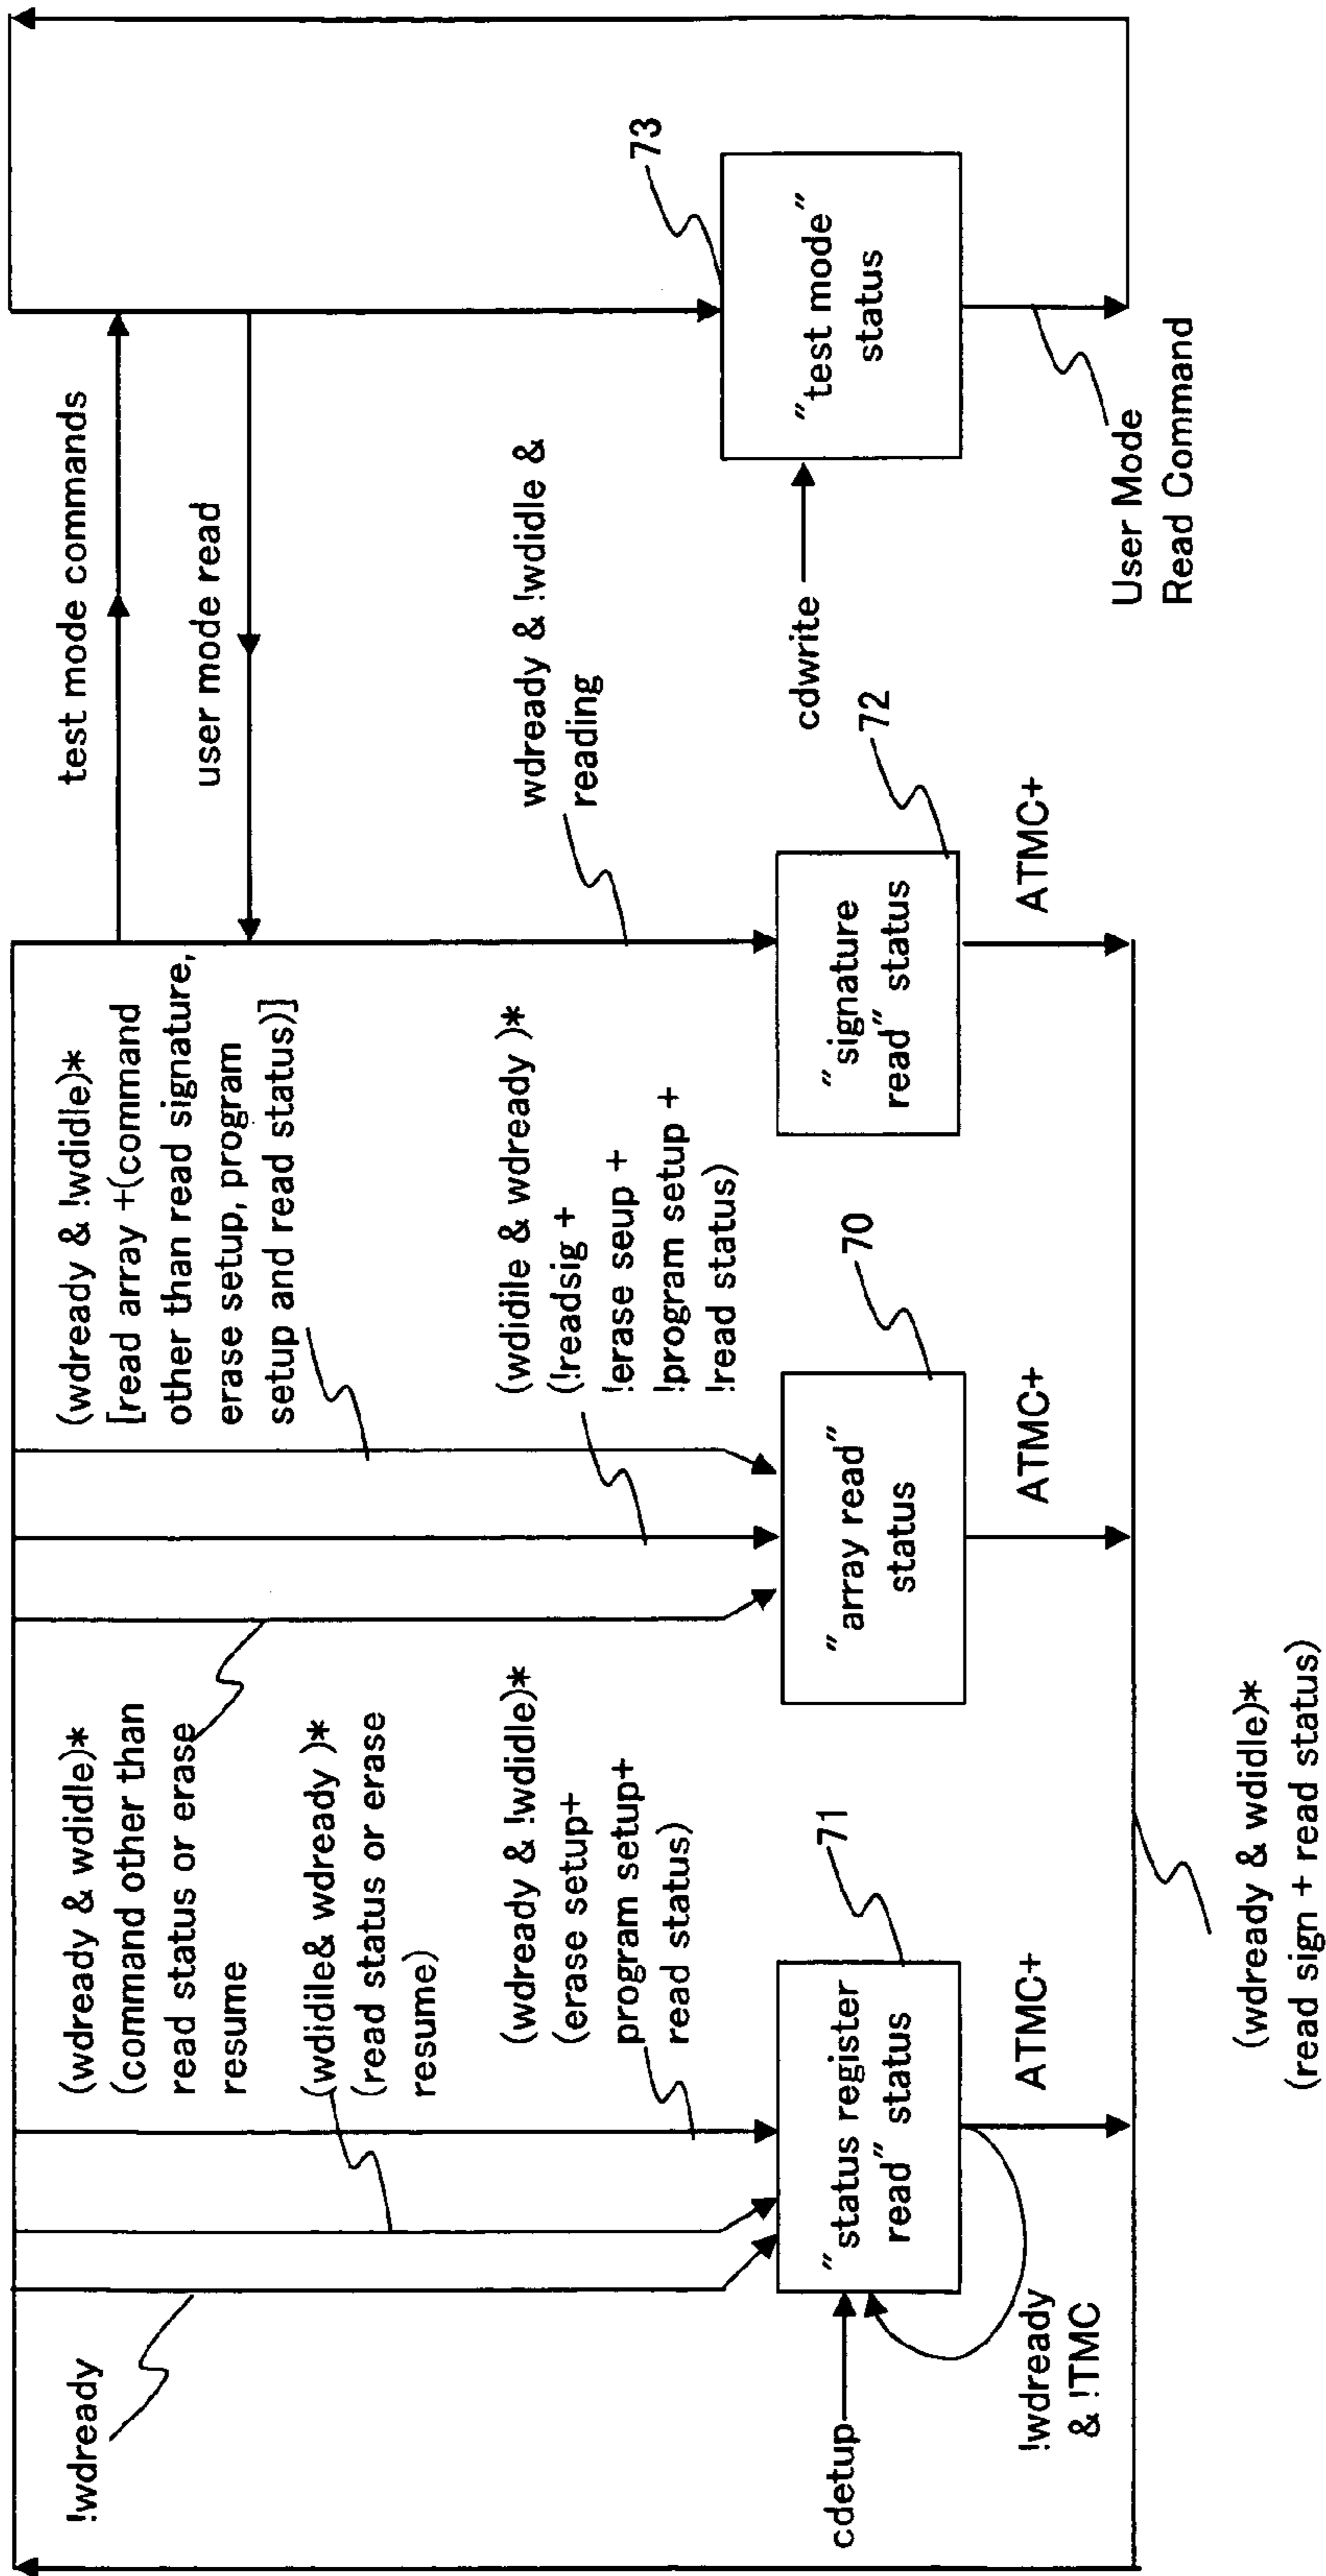 !wdready
(wdready & wdidle)*
(command other than
read status or erase
resume
(wdidile& wdready )*
(read status or erase
resume)
(wdready & !wdidle)*
(erase setup+
program setup+
read status)
(wdready & !wdidle)*
[read array +(command
other than read signature,
erase setup, program
setup and read status)]
(wdidile & wdready )*
(!readsig +
!erase seup +
!program setup +
!read status)
test mode commands
user mode read
wdready & !wdidle &
reading
cdetup
"status register
read" status
71
"array read"
status
70
"signature
read" status
72
cdwrite
"test mode"
status
73
!wdready
& !TMC
ATMC+
ATMC+
ATMC+
User Mode
Read Command
(wdready & wdidle)*
(read sign + read status)